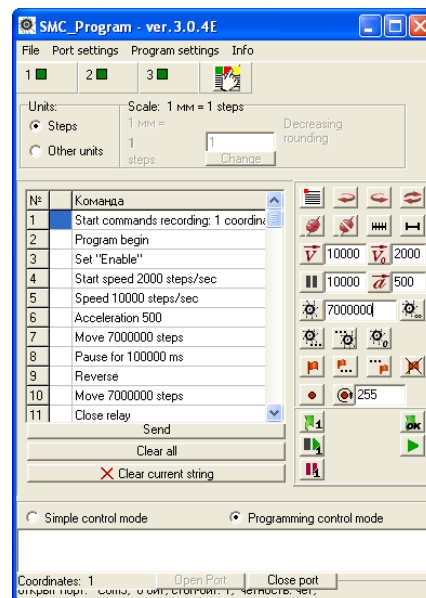 SMC_Program - ver.3.0.4E
File Port settings Program settings Info
1 2 3
Units: Scale: 1 мм = 1 steps
Steps
Other units
1 мм =
1
steps
1
Change
Decreasing
rounding
№ Команда
1 Start commands recording: 1 coordina
2 Program begin
3 Set "Enable"
4 Start speed 2000 steps/sec
5 Speed 10000 steps/sec
6 Acceleration 500
7 Move 7000000 steps
8 Pause for 100000 ms
9 Reverse
10 Move 7000000 steps
11 Close relay
V 10000 V0 2000
10000 a 500
7000000
255
1 OK
1
1
Send
Clear all
Clear current string
Simple control mode Programming control mode
Coordinates: 1 Open Port Close port